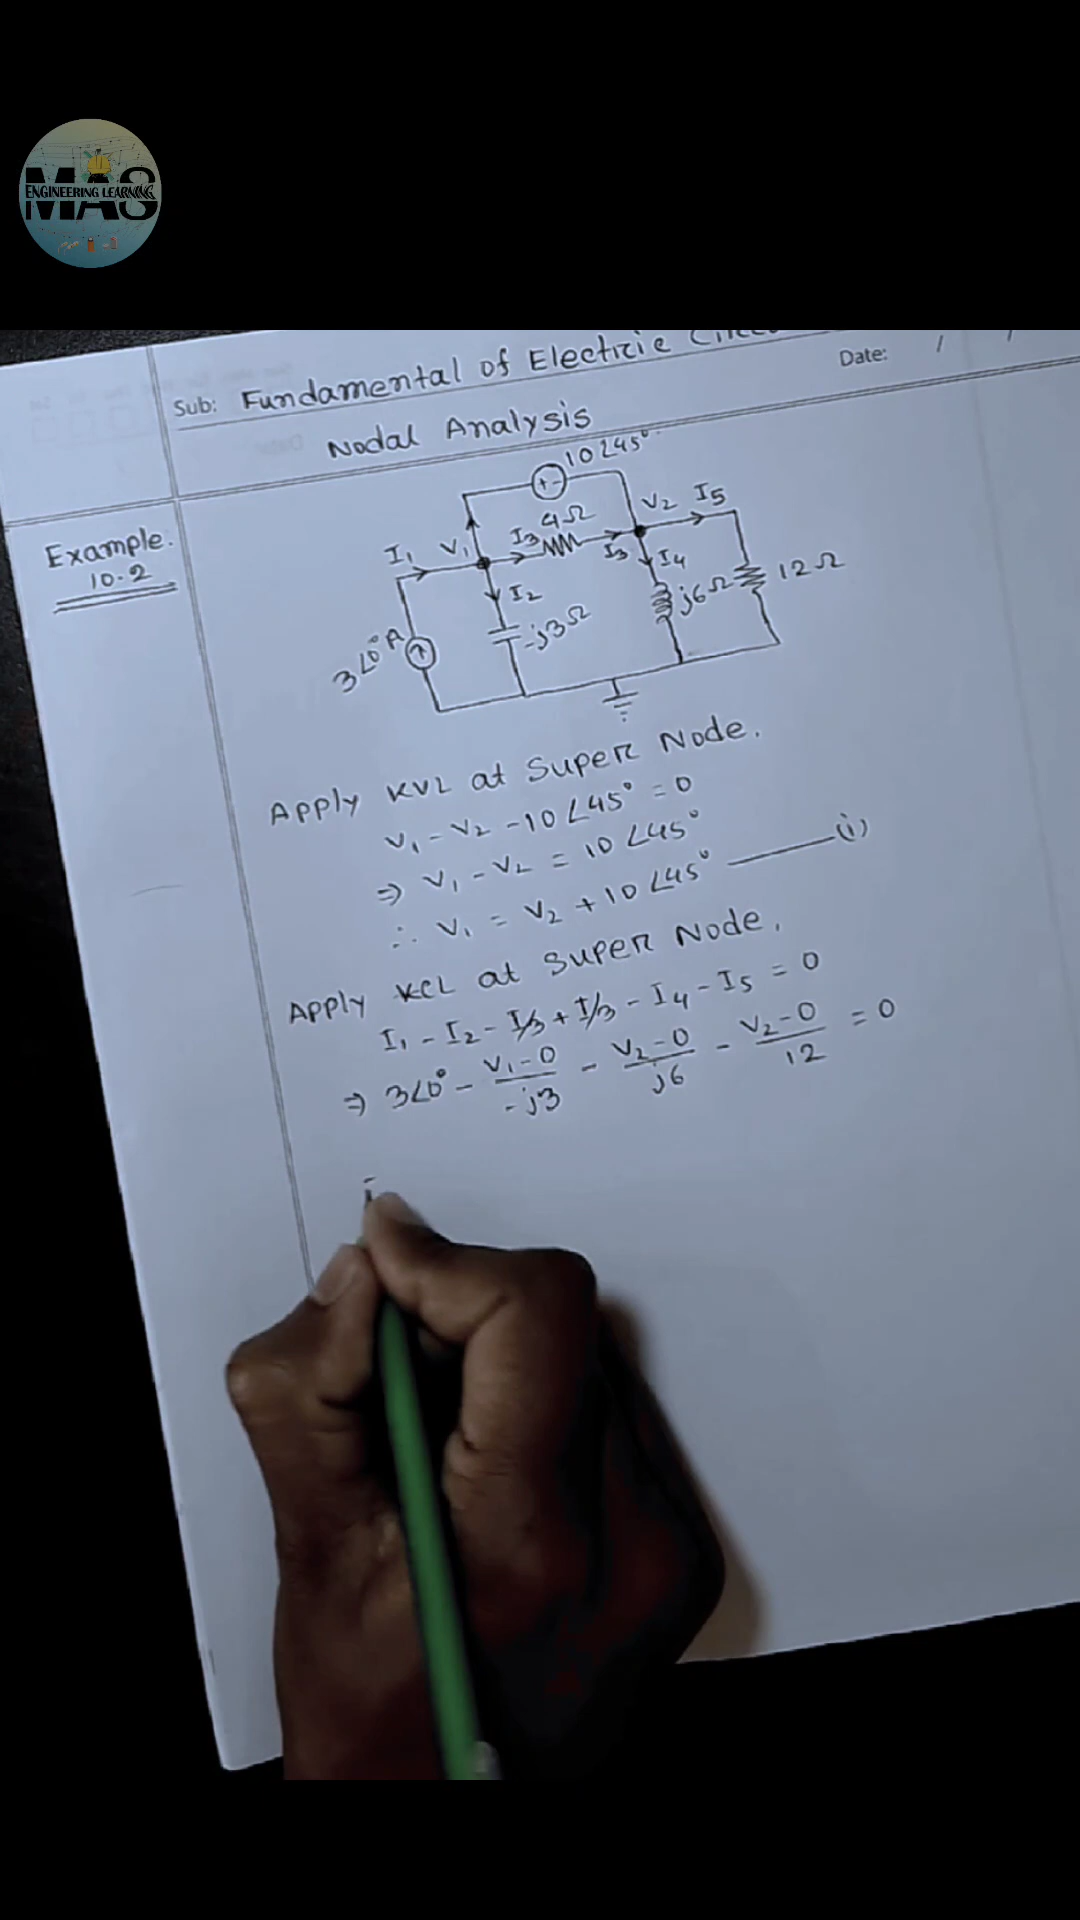 MAS
ENGINEERING LEARNING
Sub: Fundamental of Electric
Date: / /
Nodal Analysis
Example.
10.2
10∠45°
I₁ V₁ I₃ 4Ω I₃ V₂ I₅
I₂ I₄
3∠0° A -j3Ω j6Ω 12Ω
Apply KVL at Super Node.
V₁ - V₂ - 10∠45° = 0
⇒ V₁ - V₂ = 10∠45°
∴ V₁ = V₂ + 10∠45° ——— (i)
Apply KCL at Super Node.
I₁ - I₂ - I₃ + I₃ - I₄ - I₅ = 0
⇒ 3∠0° - (V₁-0)/(-j3) - (V₂-0)/(j6) - (V₂-0)/12 = 0